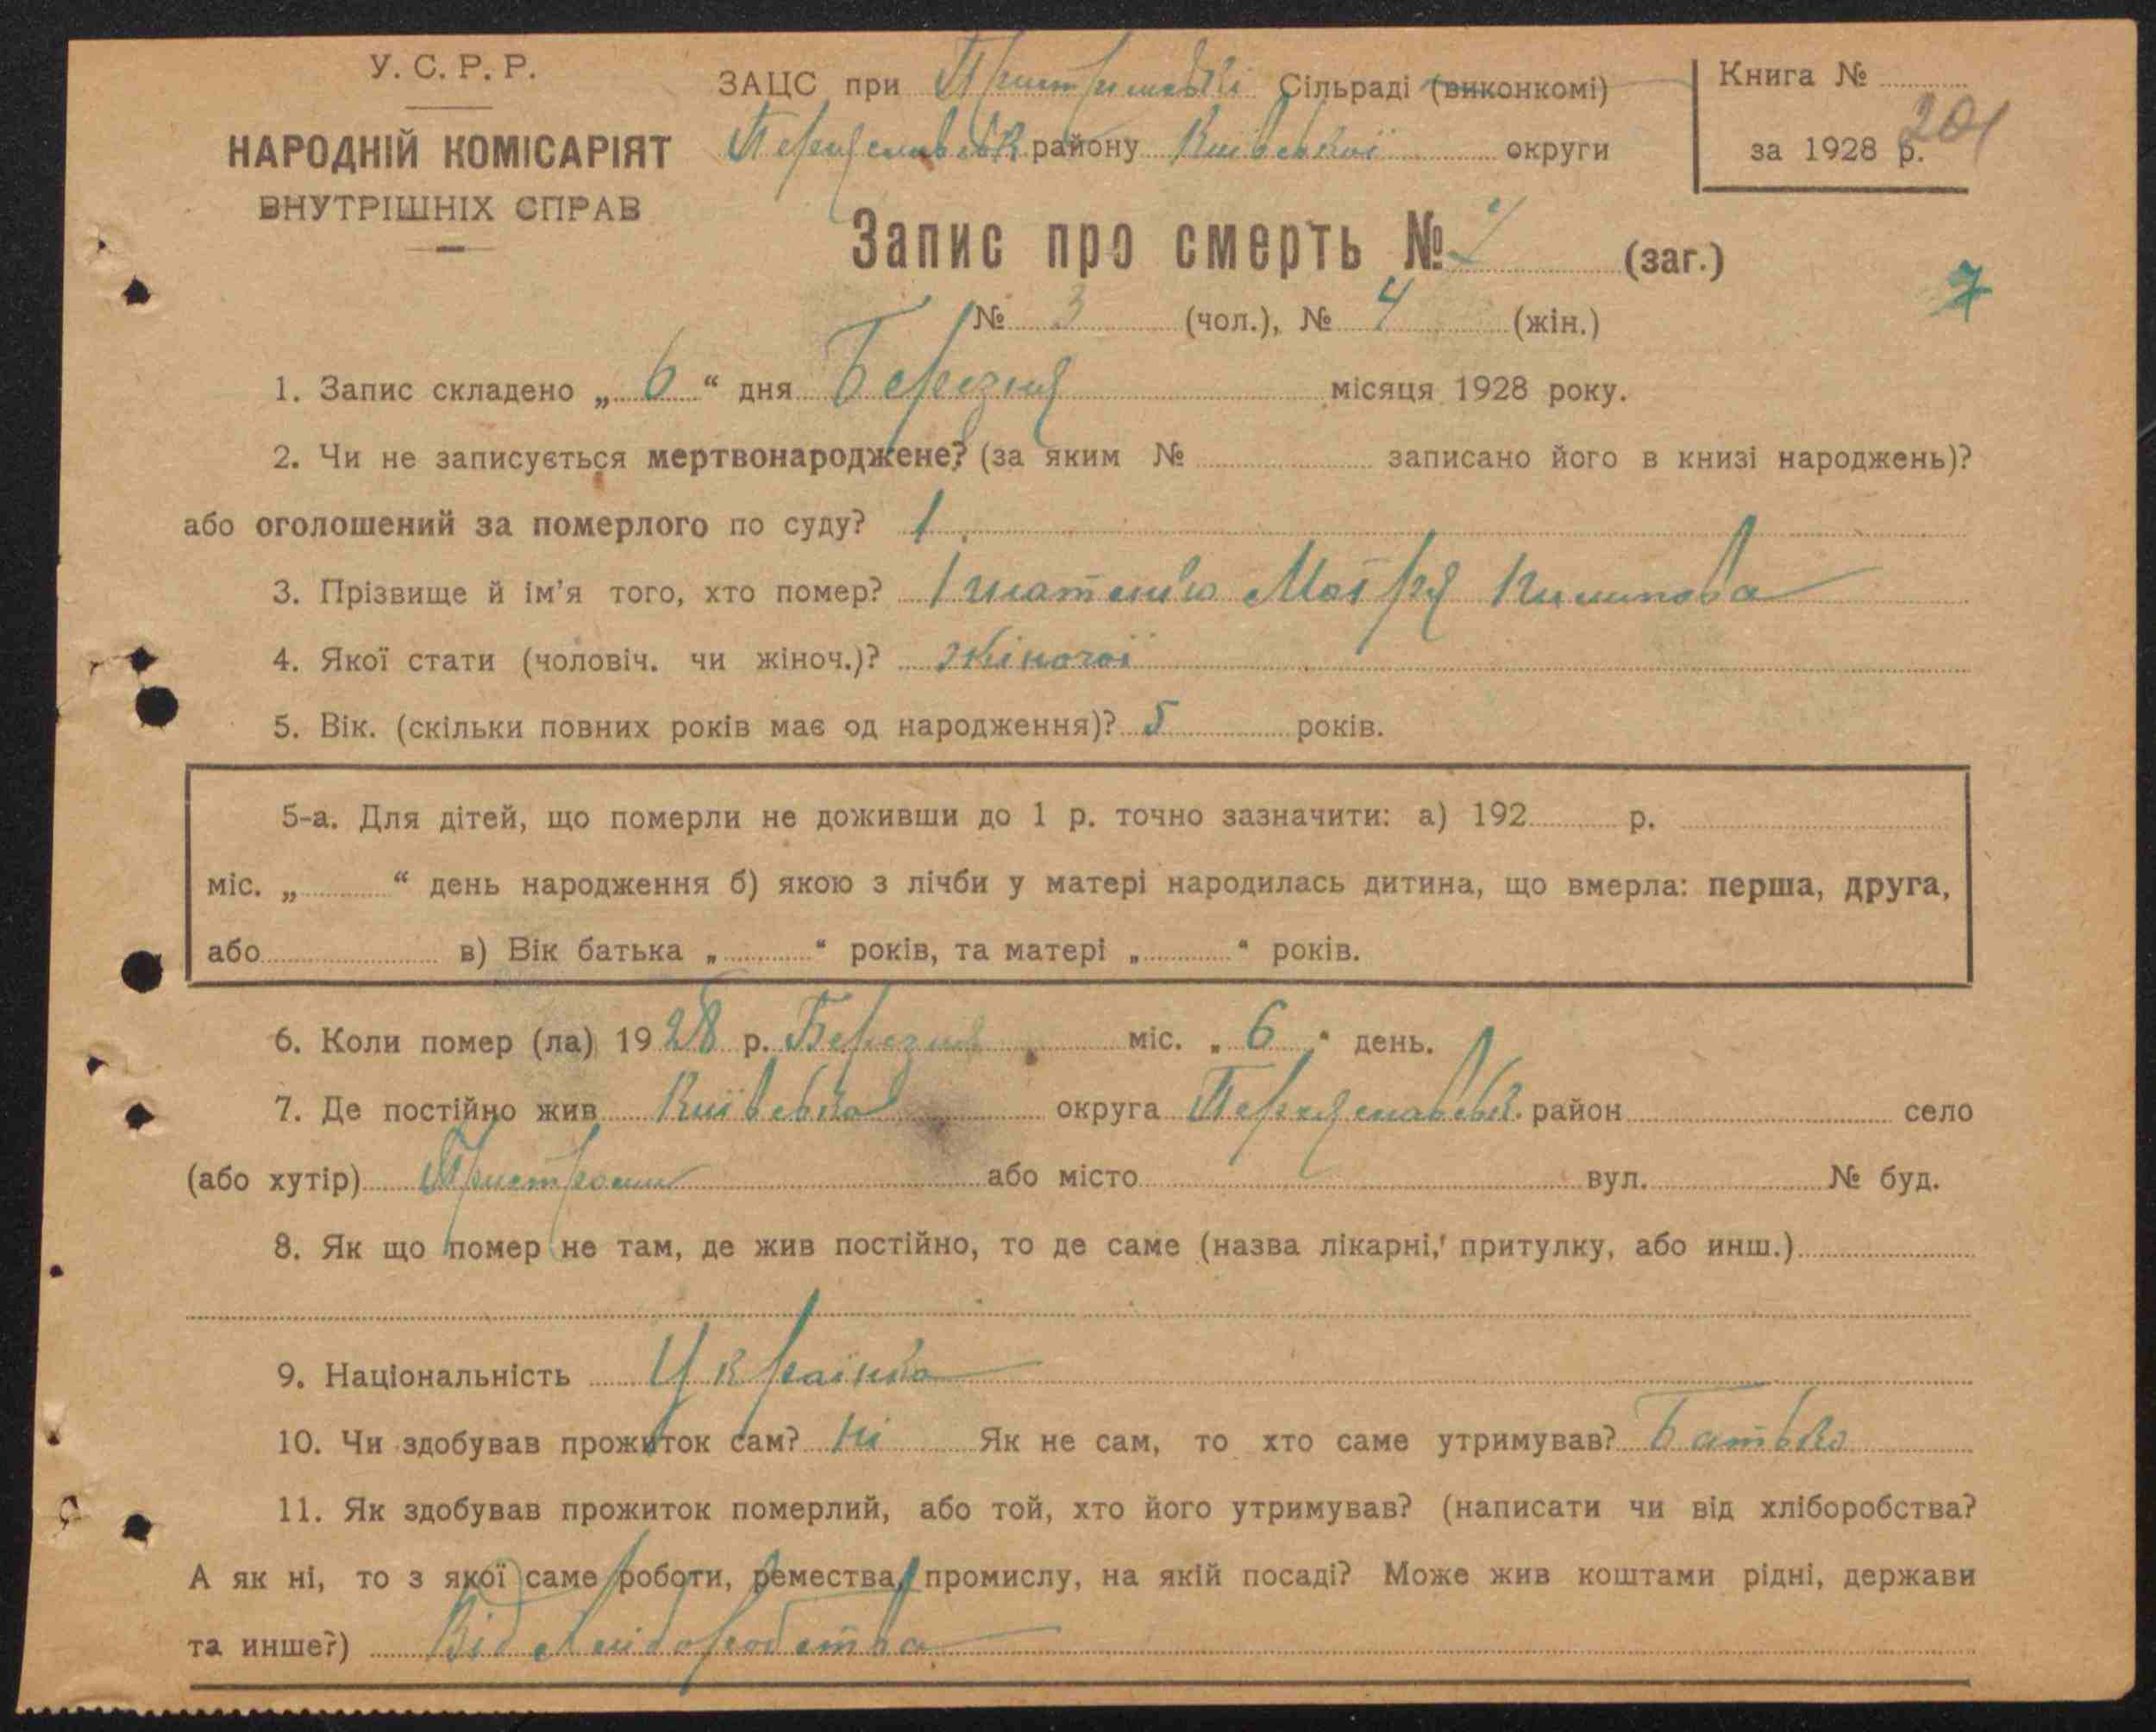 У. С. Р. Р.
НАРОДНІЙ КОМІСАРІЯТ
ВНУТРІШНІХ СПРАВ
ЗАЦС при Пристромській Сільраді (виконкомі)
Переяславськ. району Київської округи
Книга №
201
за 1928 р.
Запис про смерть № 7 (заг.)
7
№ 3 (чол.), № 4 (жін.)
1. Запис складено „ 6 “ дня Березня місяця 1928 року.
2. Чи не записується мертвонароджене? (за яким № записано його в книзі народжень)?
або оголошений за померлого по суду?
3. Прізвище й ім'я того, хто помер? Ігнатенко Мотря
4. Якої стати (чоловіч. чи жіноч.)? жіночої
5. Вік. (скільки повних років має од народження)? 5 років.
5-а. Для дітей, що померли не доживши до 1 р. точно зазначити: а) 192 р.
міс. „ “ день народження б) якою з лічби у матері народилась дитина, що вмерла: перша, друга,
або в) Вік батька „ “ років, та матері „ “ років.
6. Коли помер (ла) 1928 р. Березня міс. „ 6 “ день.
7. Де постійно жив Київська округа Переяславськ. район село
(або хутір) Пристроми або місто вул. № буд.
8. Як що помер не там, де жив постійно, то де саме (назва лікарні, притулку, або инш.)
9. Національність Українка
10. Чи здобував прожиток сам? Ні Як не сам, то хто саме утримував? Батько
11. Як здобував прожиток померлий, або той, хто його утримував? (написати чи від хліборобства?
А як ні, то з якої саме роботи, ремества, промислу, на якій посаді? Може жив коштами рідні, держави
та инше?) Від хліборобства